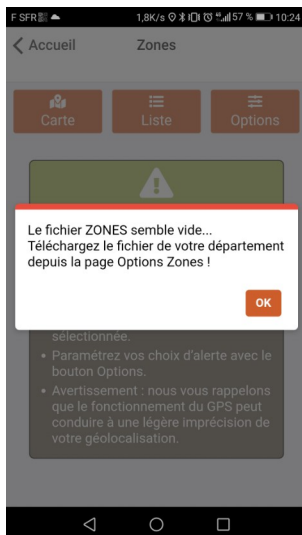 F SFR 1,8K/s 57 % 10:24
Accueil Zones
Carte Liste Options
Le fichier ZONES semble vide...
Téléchargez le fichier de votre département
depuis la page Options Zones !
OK
sélectionnée.
• Paramétrez vos choix d'alerte avec le
bouton Options.
• Avertissement : nous vous rappelons
que le fonctionnement du GPS peut
conduire à une légère imprécision de
votre géolocalisation.